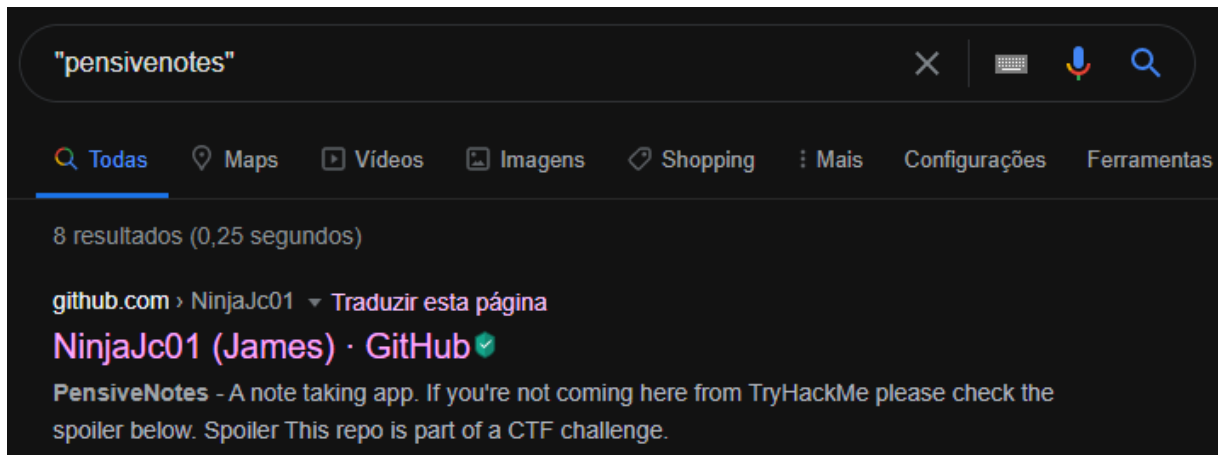 "pensivenotes"
Todas Maps Vídeos Imagens Shopping Mais Configurações Ferramentas
8 resultados (0,25 segundos)
github.com › NinjaJc01 Traduzir esta página
NinjaJc01 (James) · GitHub
PensiveNotes - A note taking app. If you're not coming here from TryHackMe please check the
spoiler below. Spoiler This repo is part of a CTF challenge.